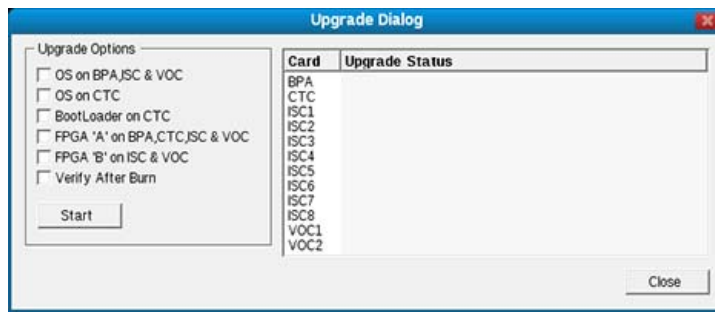 Upgrade Dialog
Upgrade Options
OS on BPA,ISC & VOC
OS on CTC
BootLoader on CTC
FPGA 'A' on BPA,CTC,ISC & VOC
FPGA 'B' on ISC & VOC
Verify After Burn
Start
Card Upgrade Status
BPA
CTC
ISC1
ISC2
ISC3
ISC4
ISC5
ISC6
ISC7
ISC8
VOC1
VOC2
Close